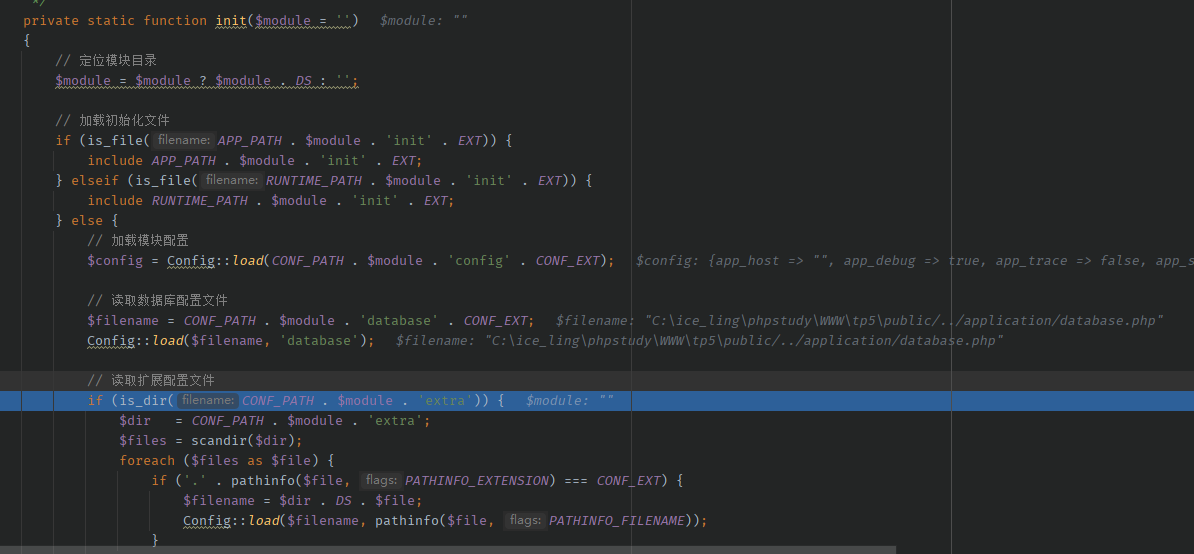 */
private static function init($module = '')   $module: ""
{
// 定位模块目录
$module = $module ? $module . DS : '';
// 加载初始化文件
if (is_file( filename: APP_PATH . $module . 'init' . EXT)) {
include APP_PATH . $module . 'init' . EXT;
} elseif (is_file( filename: RUNTIME_PATH . $module . 'init' . EXT)) {
include RUNTIME_PATH . $module . 'init' . EXT;
} else {
// 加载模块配置
$config = Config::load(CONF_PATH . $module . 'config' . CONF_EXT);   $config: {app_host => "", app_debug => true, app_trace => false, app_s
// 读取数据库配置文件
$filename = CONF_PATH . $module . 'database' . CONF_EXT;   $filename: "C:\ice_ling\phpstudy\WWW\tp5\public/../application/database.php"
Config::load($filename, 'database');   $filename: "C:\ice_ling\phpstudy\WWW\tp5\public/../application/database.php"
// 读取扩展配置文件
if (is_dir( filename: CONF_PATH . $module . 'extra')) {   $module: ""
$dir   = CONF_PATH . $module . 'extra';
$files = scandir($dir);
foreach ($files as $file) {
if ('.' . pathinfo($file, flags: PATHINFO_EXTENSION) === CONF_EXT) {
$filename = $dir . DS . $file;
Config::load($filename, pathinfo($file, flags: PATHINFO_FILENAME));
}